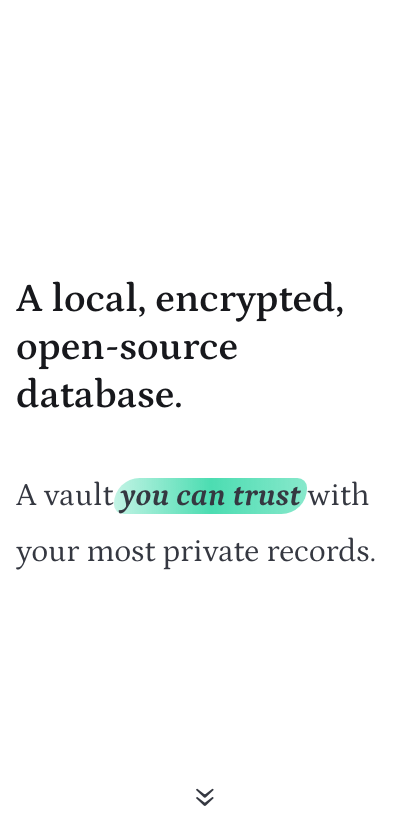 A local, encrypted,
open-source
database.
A vault you can trust with
your most private records.